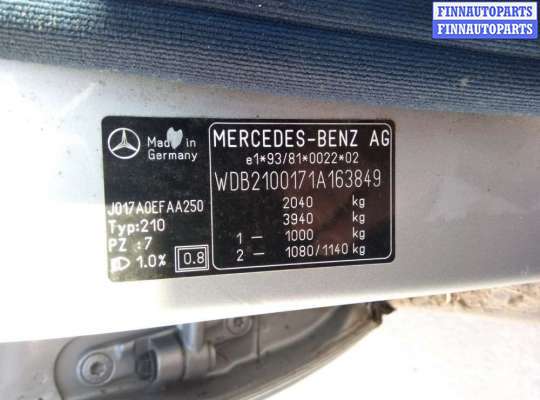 FINNAUTOPARTS
FINNAUTOPARTS
FINNAUTOPARTS
Made in
Germany
J017A0EFAA250
Typ:210
PZ :7
1.0% 0.8
MERCEDES-BENZ AG
e1*93/81*0022*02
WDB2100171A163849
2040 kg
3940 kg
1 – 1000 kg
2 – 1080/1140 kg